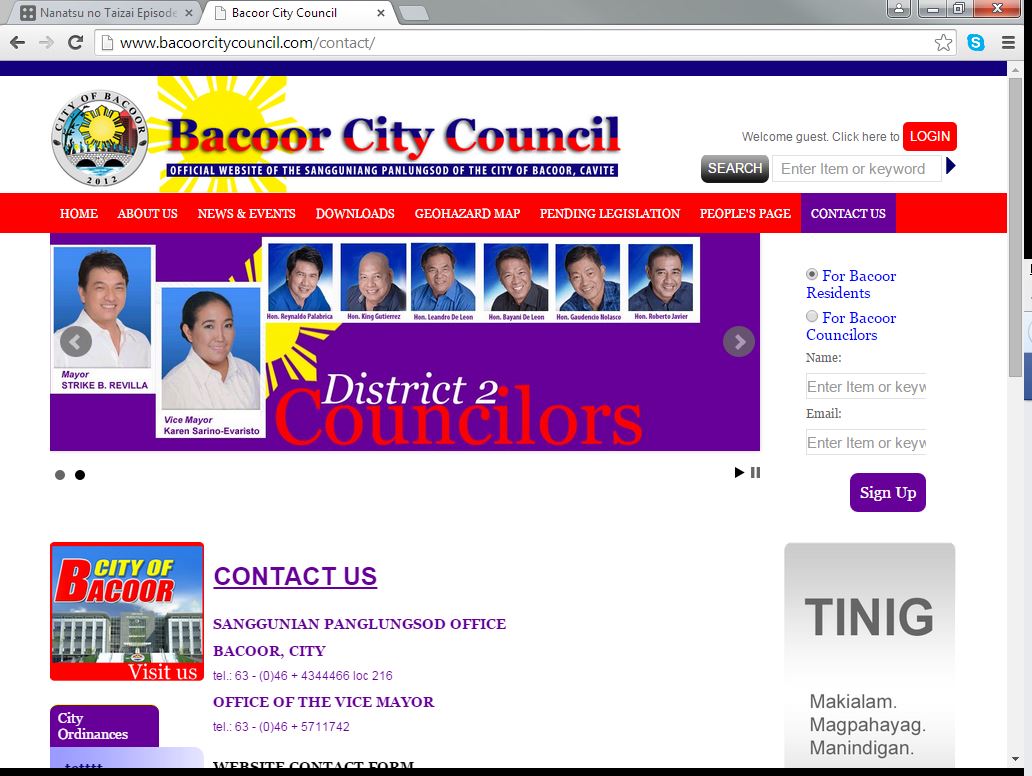 Nanatsu no Taizai Episode
Bacoor City Council
www.bacoorcitycouncil.com/contact/
CITY OF BACOOR
2012
Bacoor City Council
OFFICIAL WEBSITE OF THE SANGGUNIANG PANLUNGSOD OF THE CITY OF BACOOR, CAVITE
Welcome guest. Click here to LOGIN
SEARCH Enter Item or keyword
HOME ABOUT US NEWS & EVENTS DOWNLOADS GEOHAZARD MAP PENDING LEGISLATION PEOPLE'S PAGE CONTACT US
Mayor
STRIKE B. REVILLA
Vice Mayor
Karen Sarino-Evaristo
Hon. Reynaldo Palabrica Hon. King Gutierrez Hon. Leandro De Leon Hon. Bayani De Leon Hon. Gaudencio Nolasco Hon. Roberto Javier
District 2
Councilors
For Bacoor
Residents
For Bacoor
Councilors
Name:
Enter Item or keyw
Email:
Enter Item or keyw
Sign Up
CITY OF
BACOOR
Visit us
City
Ordinances
totttt
CONTACT US
SANGGUNIAN PANGLUNGSOD OFFICE
BACOOR, CITY
tel.: 63 - (0)46 + 4344466 loc 216
OFFICE OF THE VICE MAYOR
tel.: 63 - (0)46 + 5711742
WEBSITE CONTACT FORM
TINIG
Makialam.
Magpahayag.
Manindigan.